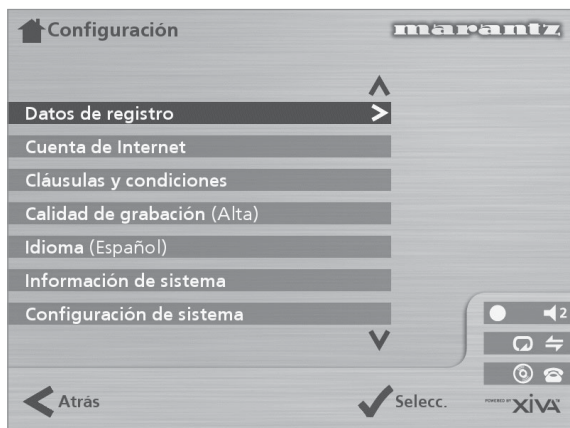 Configuración
marantz
Datos de registro
Cuenta de Internet
Cláusulas y condiciones
Calidad de grabación (Alta)
Idioma (Español)
Información de sistema
Configuración de sistema
2
Atrás
Selecc.
POWERED BY XiVA™